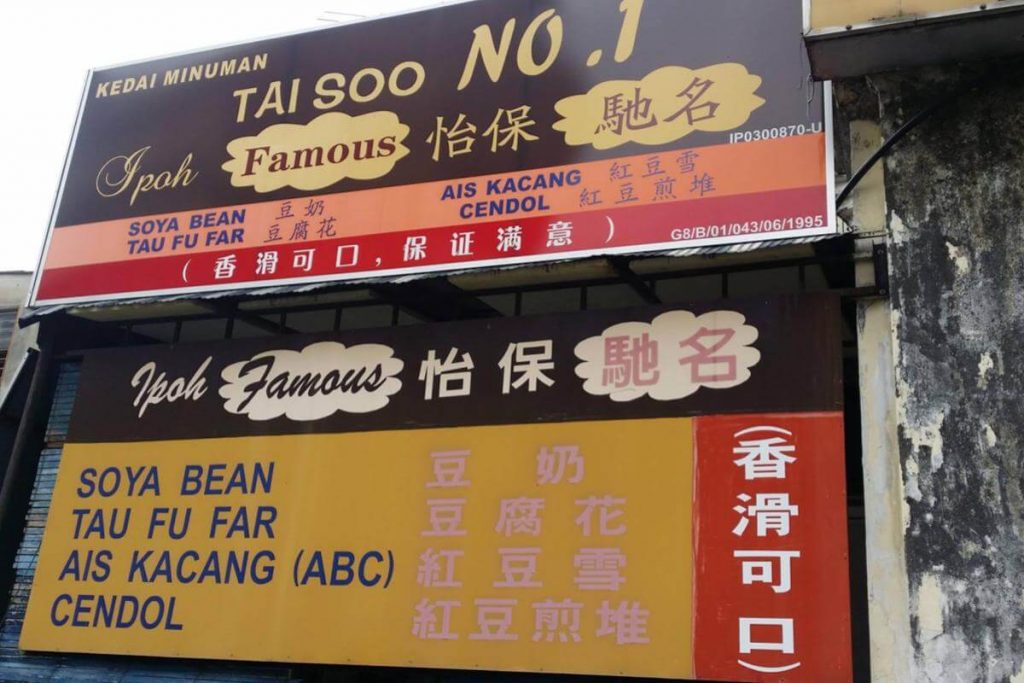 KEDAI MINUMAN
TAI SOO NO.1
Ipoh Famous 怡保 馳名
IP0300870-U
SOYA BEAN 豆奶
TAU FU FAR 豆腐花
AIS KACANG 紅豆雪
CENDOL 紅豆煎堆
G8/B/01/043/06/1995
(香滑可口,保证满意)
Ipoh Famous 怡保 馳名
SOYA BEAN 豆奶
TAU FU FAR 豆腐花
AIS KACANG (ABC) 紅豆雪
CENDOL 紅豆煎堆
(香滑可口)